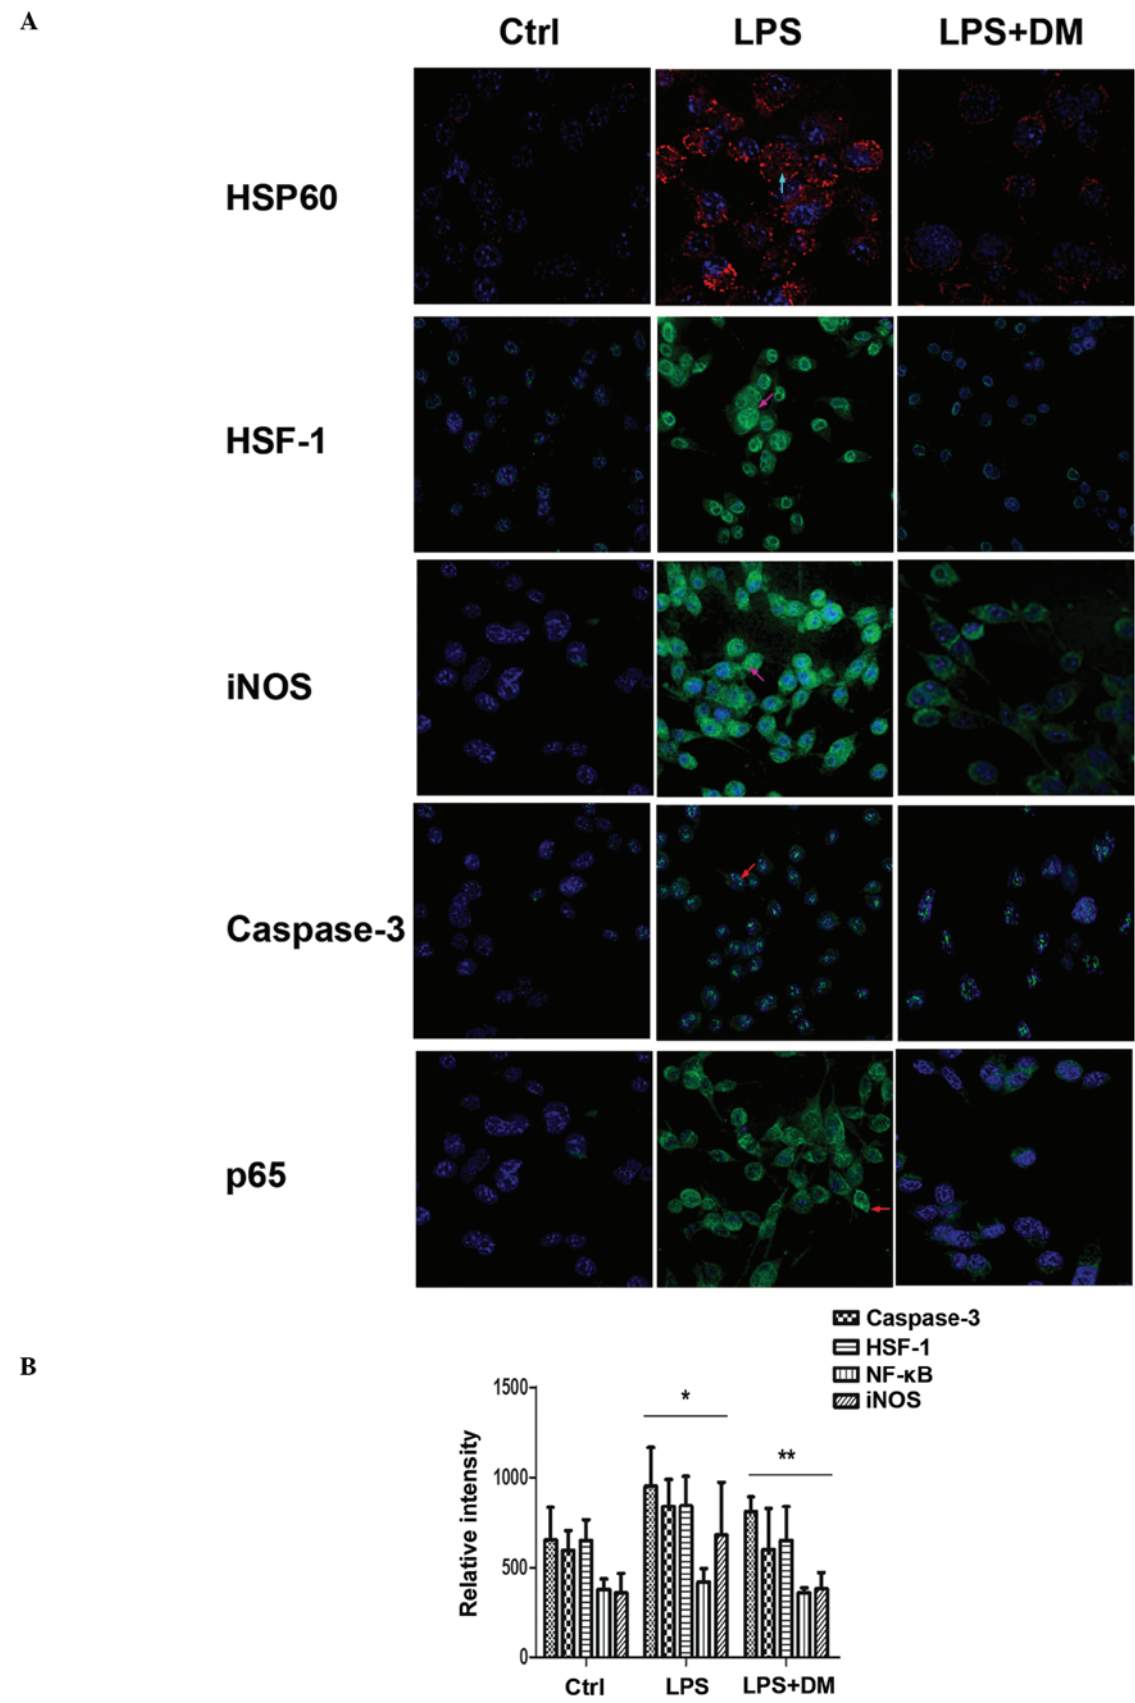 A
Ctrl LPS LPS+DM
HSP60
HSF-1
iNOS
Caspase-3
p65
B
Caspase-3
HSF-1
NF-κB
iNOS
1500
1000
500
0
Relative intensity
*
**
Ctrl LPS LPS+DM